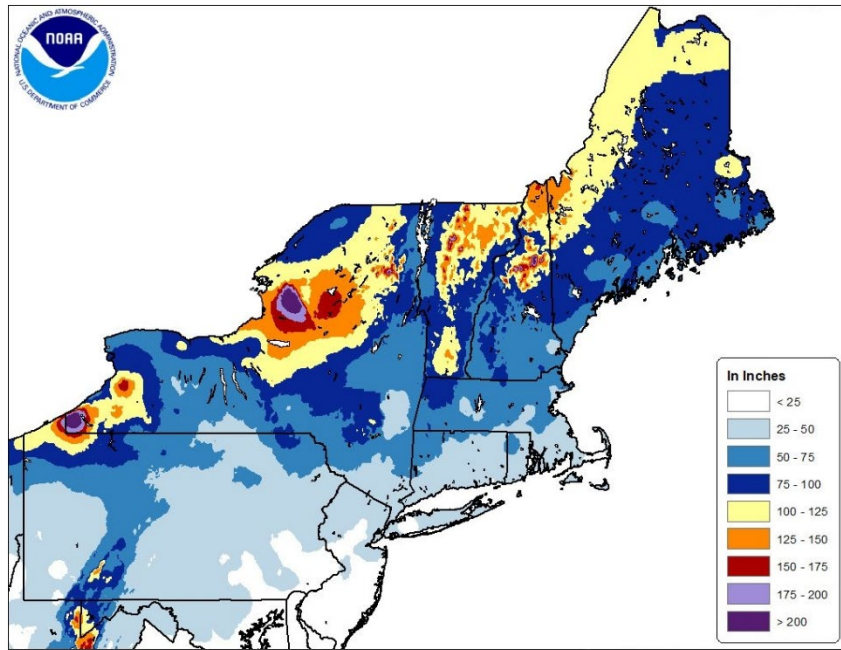 NATIONAL OCEANIC AND ATMOSPHERIC ADMINISTRATION
NOAA
U.S. DEPARTMENT OF COMMERCE
In Inches
< 25
25 - 50
50 - 75
75 - 100
100 - 125
125 - 150
150 - 175
175 - 200
> 200